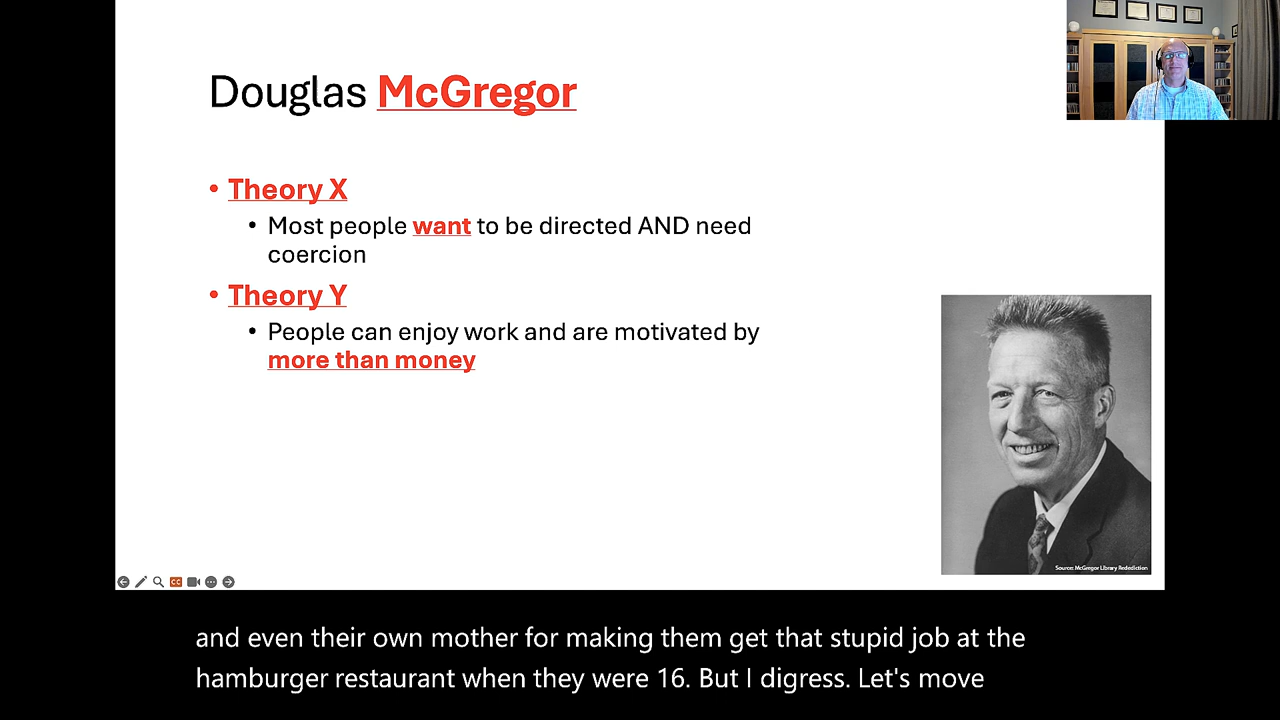 Douglas McGregor
• Theory X
• Most people want to be directed AND need
coercion
• Theory Y
• People can enjoy work and are motivated by
more than money
Source: McGregor Library Rededication
CC
and even their own mother for making them get that stupid job at the
hamburger restaurant when they were 16. But I digress. Let's move